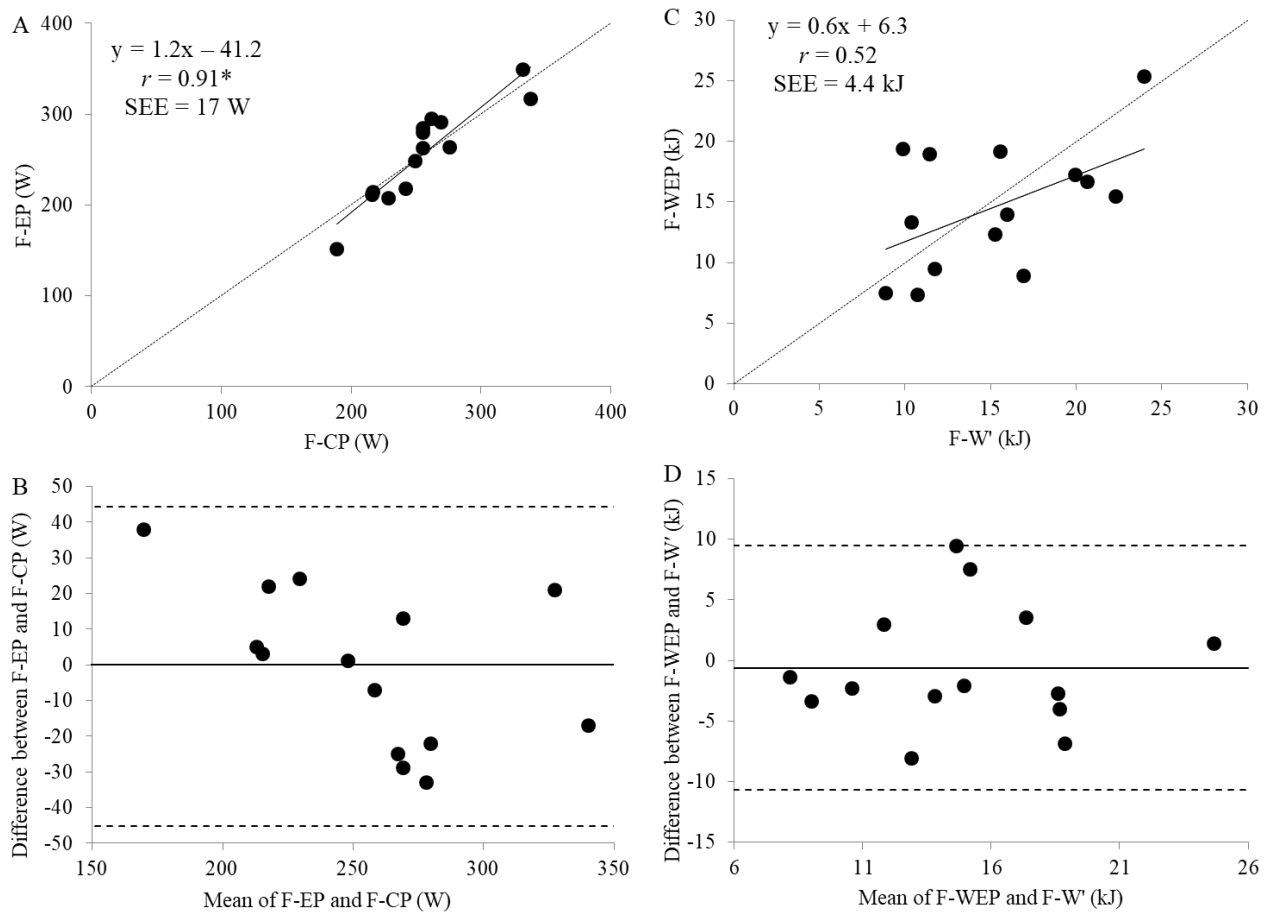 A
y = 1.2x – 41.2
r = 0.91*
SEE = 17 W
F-EP (W)
400
300
200
100
0
0 100 200 300 400
F-CP (W)
C
y = 0.6x + 6.3
r = 0.52
SEE = 4.4 kJ
F-WEP (kJ)
30
25
20
15
10
5
0
0 5 10 15 20 25 30
F-W' (kJ)
B
Difference between F-EP and F-CP (W)
50
40
30
20
10
0
-10
-20
-30
-40
-50
150 200 250 300 350
Mean of F-EP and F-CP (W)
D
Difference between F-WEP and F-W' (kJ)
15
10
5
0
-5
-10
-15
6 11 16 21 26
Mean of F-WEP and F-W' (kJ)